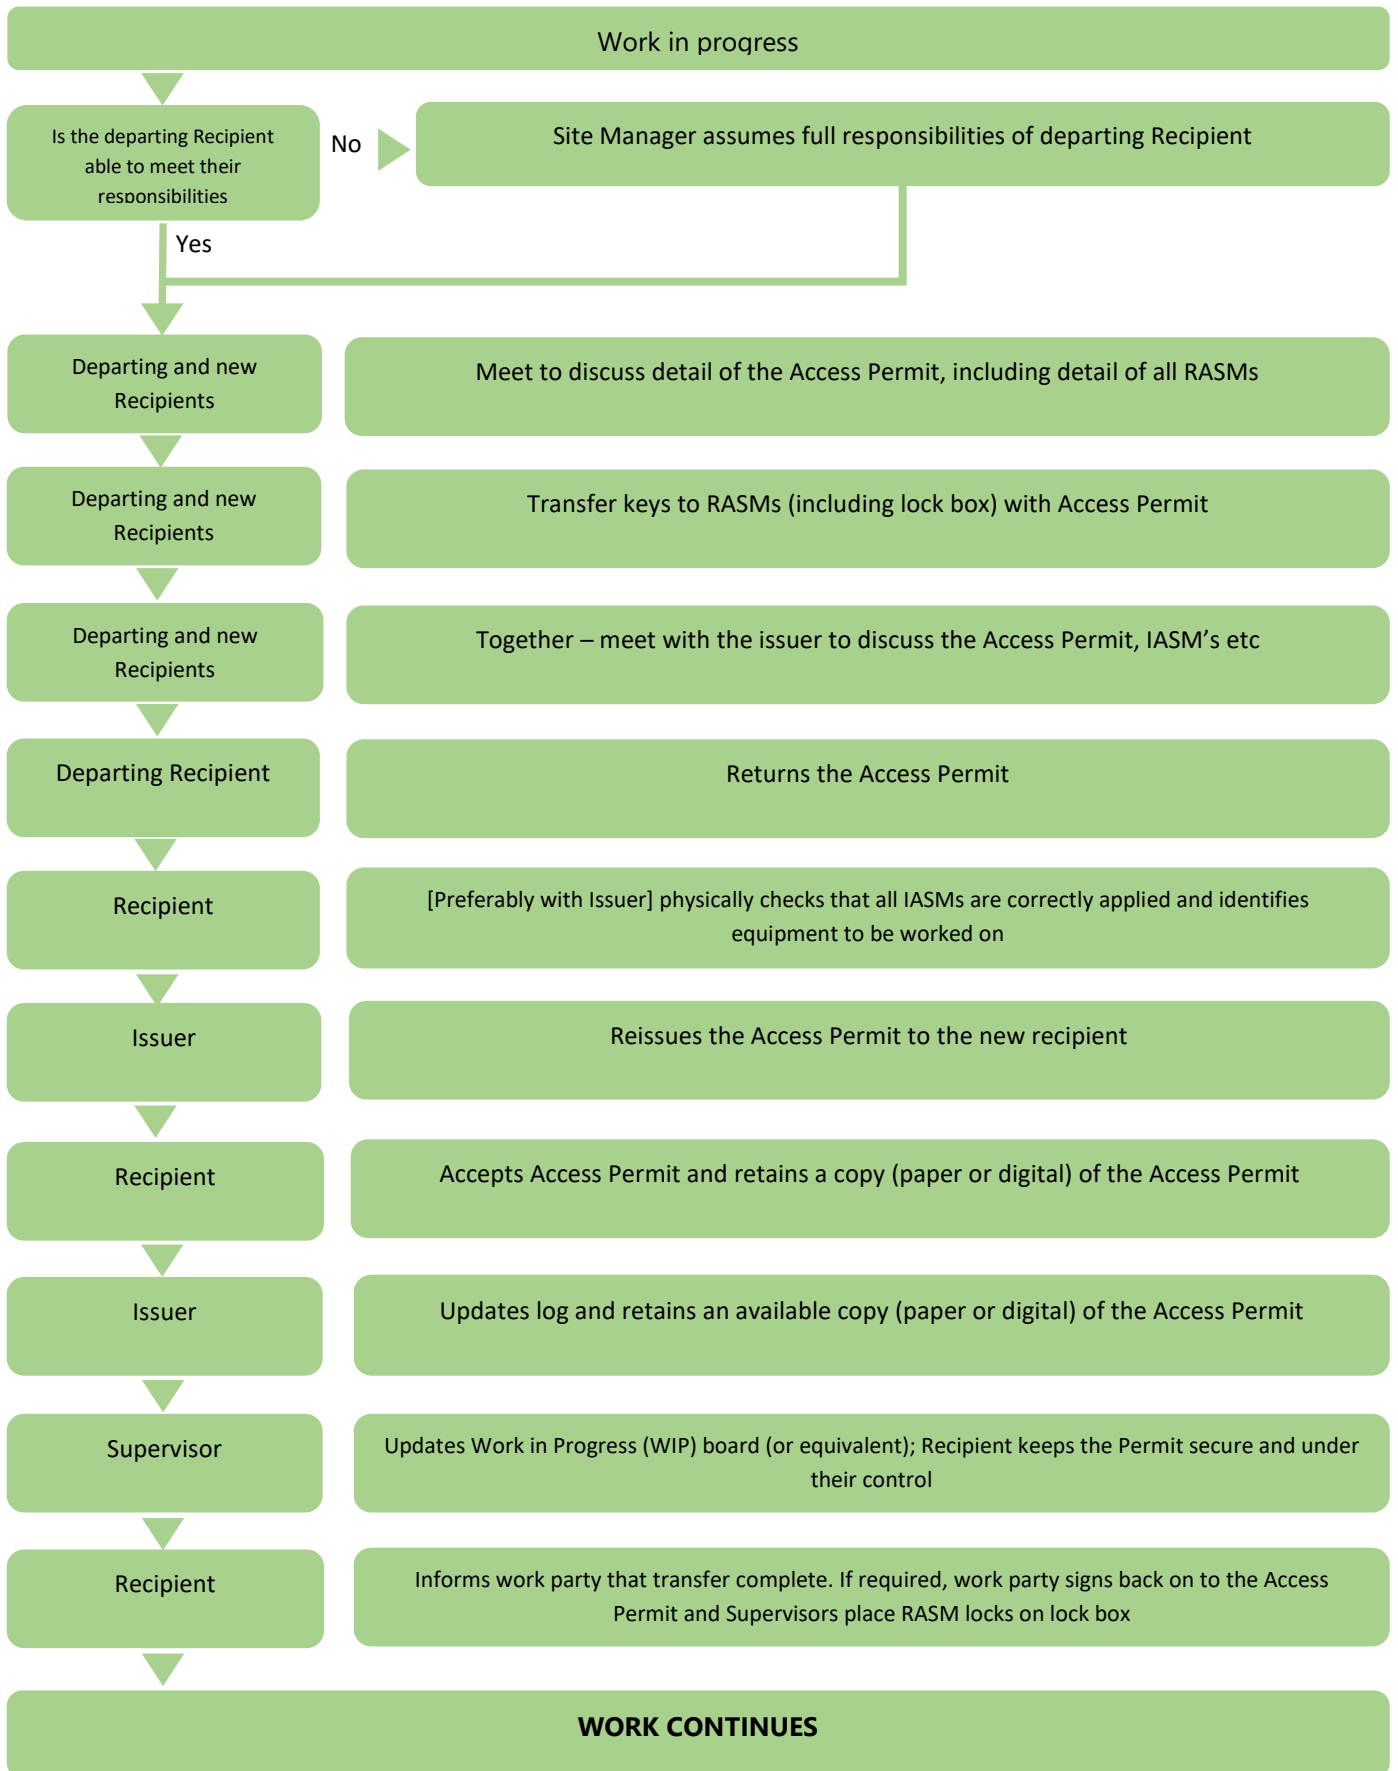 Work in progress
Is the departing Recipient
able to meet their
responsibilities
No
Site Manager assumes full responsibilities of departing Recipient
Yes
Departing and new
Recipients
Meet to discuss detail of the Access Permit, including detail of all RASMs
Departing and new
Recipients
Transfer keys to RASMs (including lock box) with Access Permit
Departing and new
Recipients
Together – meet with the issuer to discuss the Access Permit, IASM’s etc
Departing Recipient
Returns the Access Permit
Recipient
[Preferably with Issuer] physically checks that all IASMs are correctly applied and identifies
equipment to be worked on
Issuer
Reissues the Access Permit to the new recipient
Recipient
Accepts Access Permit and retains a copy (paper or digital) of the Access Permit
Issuer
Updates log and retains an available copy (paper or digital) of the Access Permit
Supervisor
Updates Work in Progress (WIP) board (or equivalent); Recipient keeps the Permit secure and under
their control
Recipient
Informs work party that transfer complete. If required, work party signs back on to the Access
Permit and Supervisors place RASM locks on lock box
WORK CONTINUES